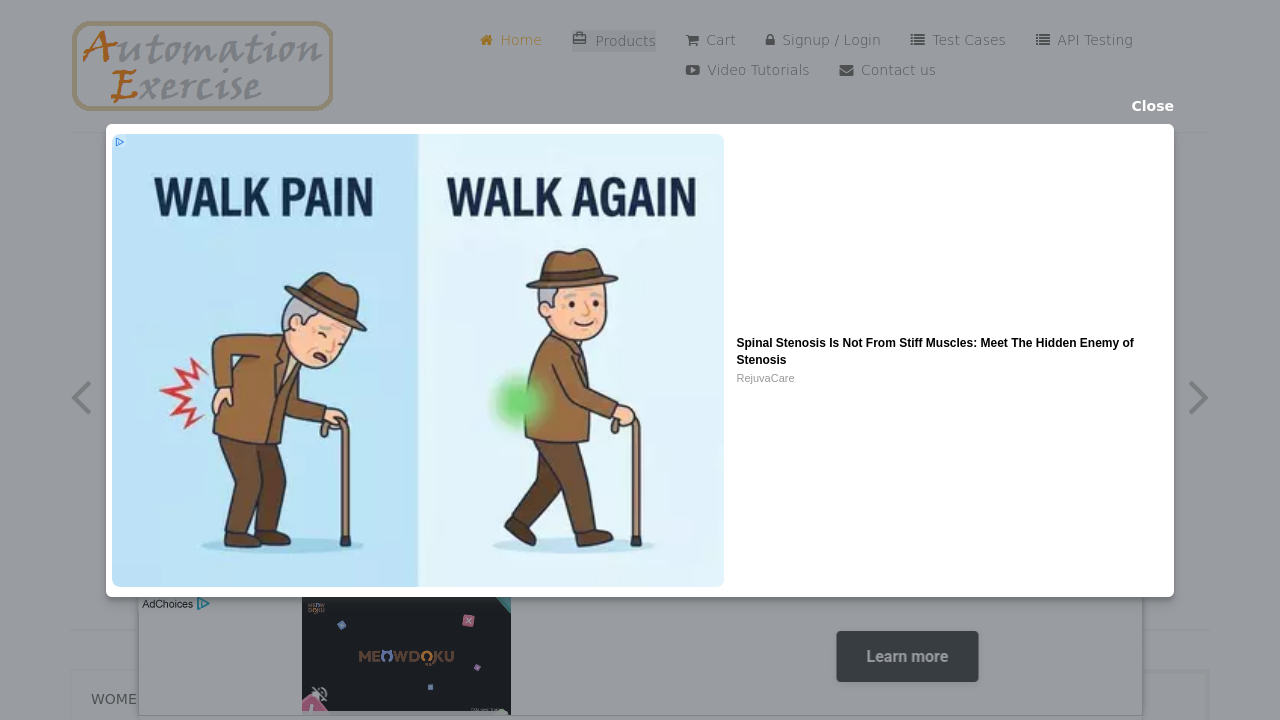 Automation
Exercise
Home
Products
Cart
Signup / Login
Test Cases
API Testing
Video Tutorials
Contact us
Close
WALK PAIN
WALK AGAIN
Spinal Stenosis Is Not From Stiff Muscles: Meet The Hidden Enemy of
Stenosis
RejuvaCare
AdChoices
MEOWDOKU
Learn more
WOME